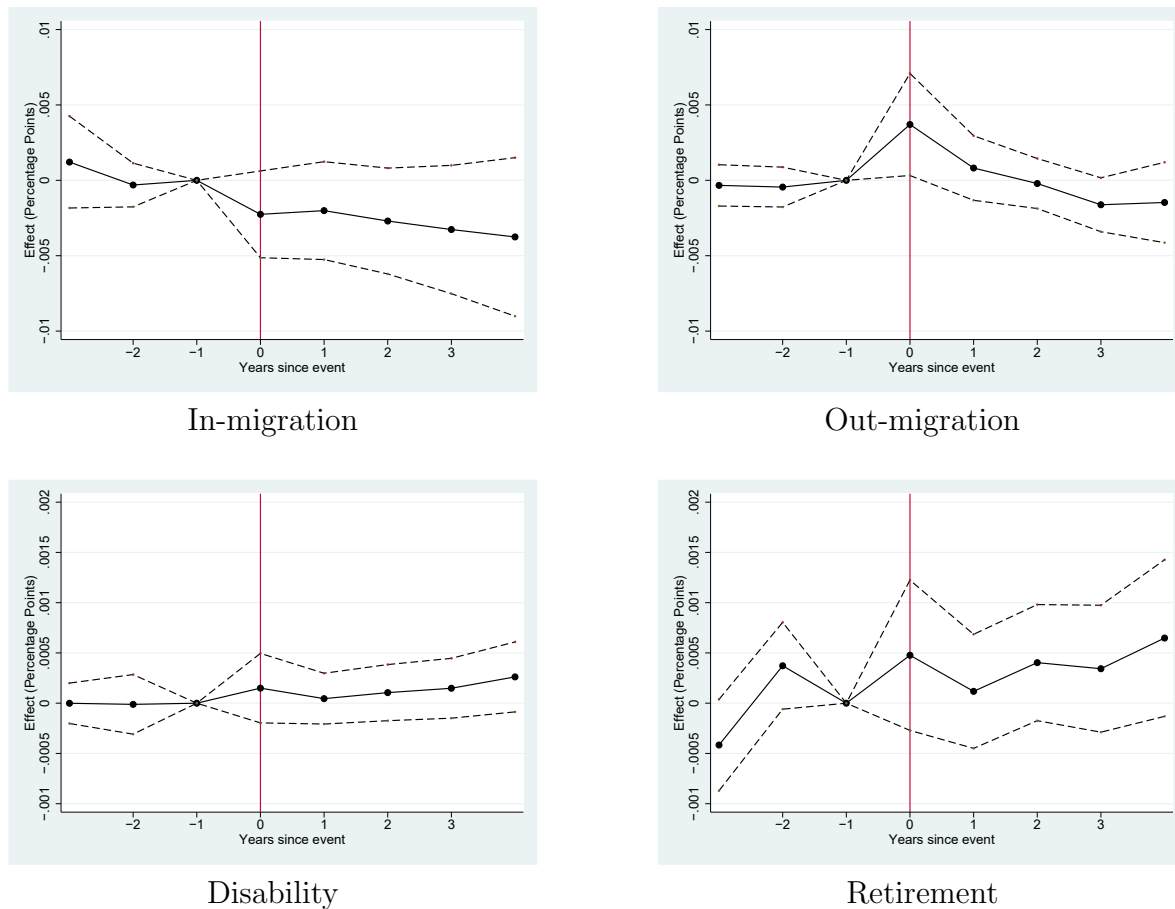 Effect (Percentage Points)
.01
.005
0
−.005
−.01
−2 −1 0 1 2 3
Years since event
In-migration
Effect (Percentage Points)
.01
.005
0
−.005
−.01
−2 −1 0 1 2 3
Years since event
Out-migration
Effect (Percentage Points)
.002
.0015
.001
.0005
0
−.0005
−.001
−2 −1 0 1 2 3
Years since event
Disability
Effect (Percentage Points)
.002
.0015
.001
.0005
0
−.0005
−.001
−2 −1 0 1 2 3
Years since event
Retirement